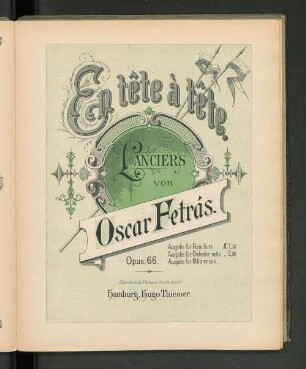 En tête à tête.
LANCIERS
von
Oscar Fetrás.
Opus. 66.
Ausgabe für Pianoforte
Ausgabe für Orchester netto
Ausgabe für
Hamburg, Hugo Thiemer.